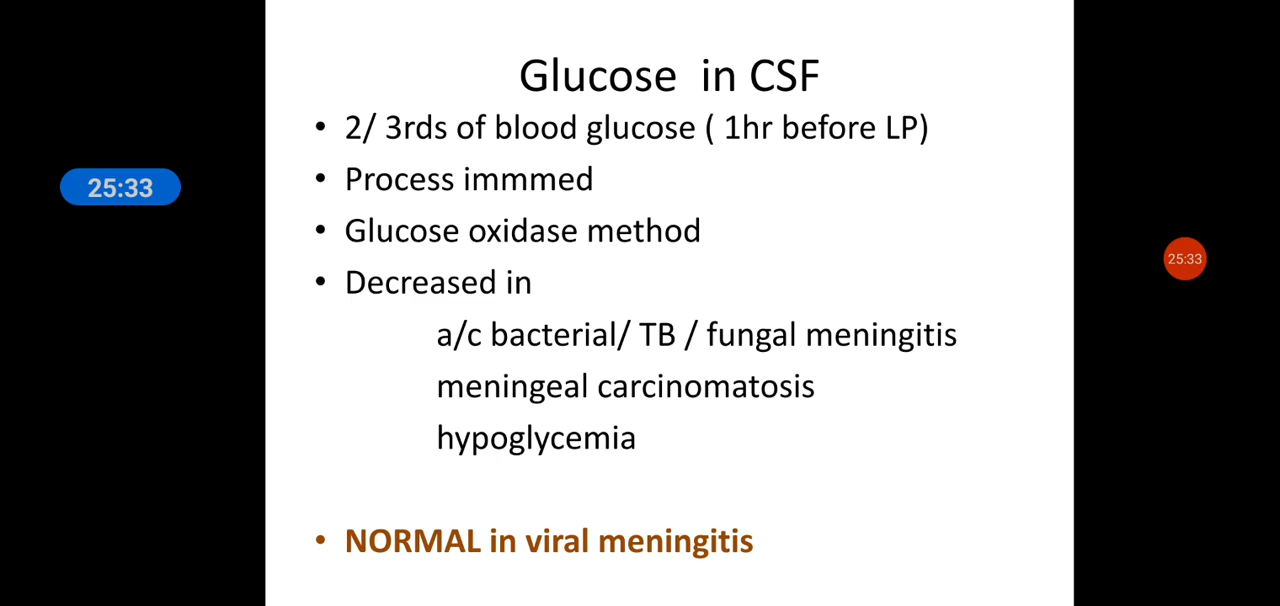 Glucose in CSF
• 2/ 3rds of blood glucose ( 1hr before LP)
• Process immmed
25:33
• Glucose oxidase method
25:33
• Decreased in
a/c bacterial/ TB / fungal meningitis
meningeal carcinomatosis
hypoglycemia
• NORMAL in viral meningitis